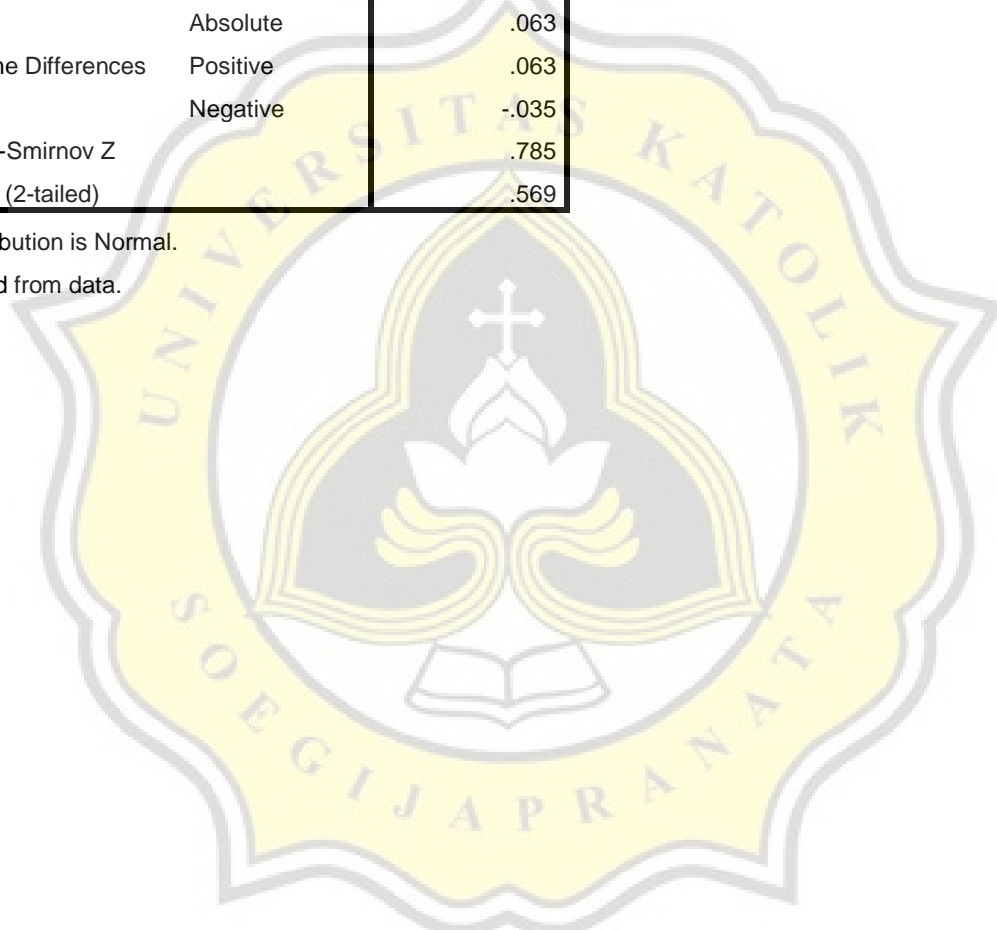 Absolute .063
ne Differences Positive .063
Negative -.035
-Smirnov Z .785
(2-tailed) .569
bution is Normal.
d from data.
UNIVERSITAS KATOLIK
SOEGIJAPRANATA